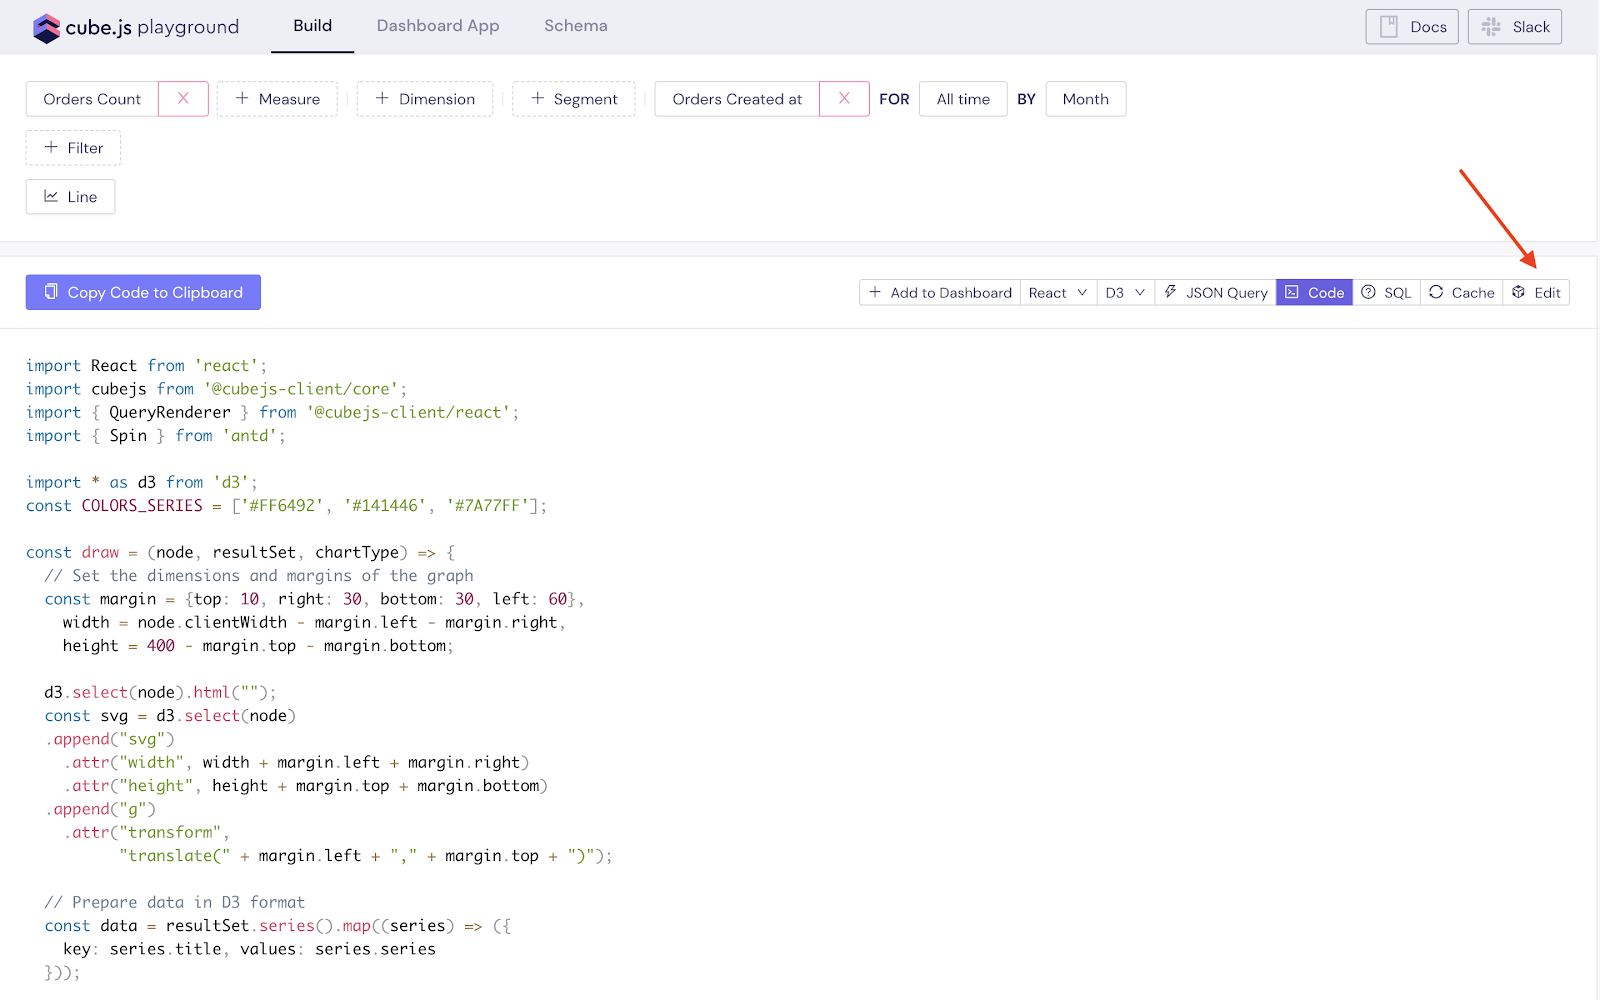 cube.js playground Build Dashboard App Schema Docs Slack
Orders Count X + Measure + Dimension + Segment Orders Created at X FOR All time BY Month
+ Filter
Line
Copy Code to Clipboard + Add to Dashboard React D3 JSON Query Code SQL Cache Edit
import React from 'react';
import cubejs from '@cubejs-client/core';
import { QueryRenderer } from '@cubejs-client/react';
import { Spin } from 'antd';
import * as d3 from 'd3';
const COLORS_SERIES = ['#FF6492', '#141446', '#7A77FF'];
const draw = (node, resultSet, chartType) => {
  // Set the dimensions and margins of the graph
  const margin = {top: 10, right: 30, bottom: 30, left: 60},
    width = node.clientWidth - margin.left - margin.right,
    height = 400 - margin.top - margin.bottom;
  d3.select(node).html("");
  const svg = d3.select(node)
  .append("svg")
    .attr("width", width + margin.left + margin.right)
    .attr("height", height + margin.top + margin.bottom)
  .append("g")
    .attr("transform",
          "translate(" + margin.left + "," + margin.top + ")");
  // Prepare data in D3 format
  const data = resultSet.series().map((series) => ({
    key: series.title, values: series.series
  }));